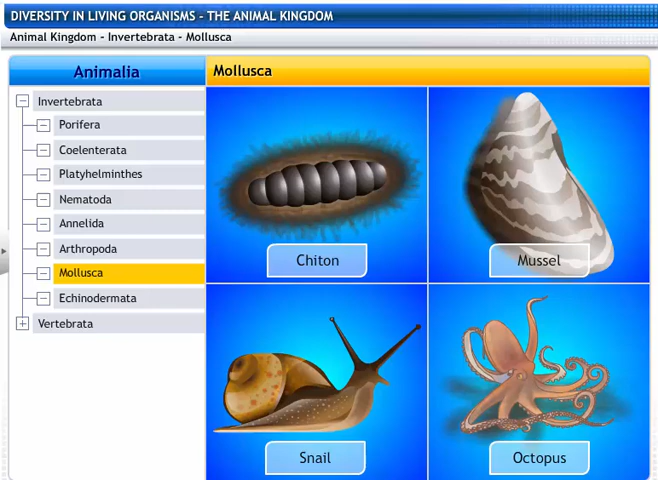 DIVERSITY IN LIVING ORGANISMS - THE ANIMAL KINGDOM
Animal Kingdom - Invertebrata - Mollusca
Animalia
Mollusca
Invertebrata
Porifera
Coelenterata
Platyhelminthes
Nematoda
Annelida
Arthropoda
Mollusca
Echinodermata
Vertebrata
Chiton
Mussel
Snail
Octopus